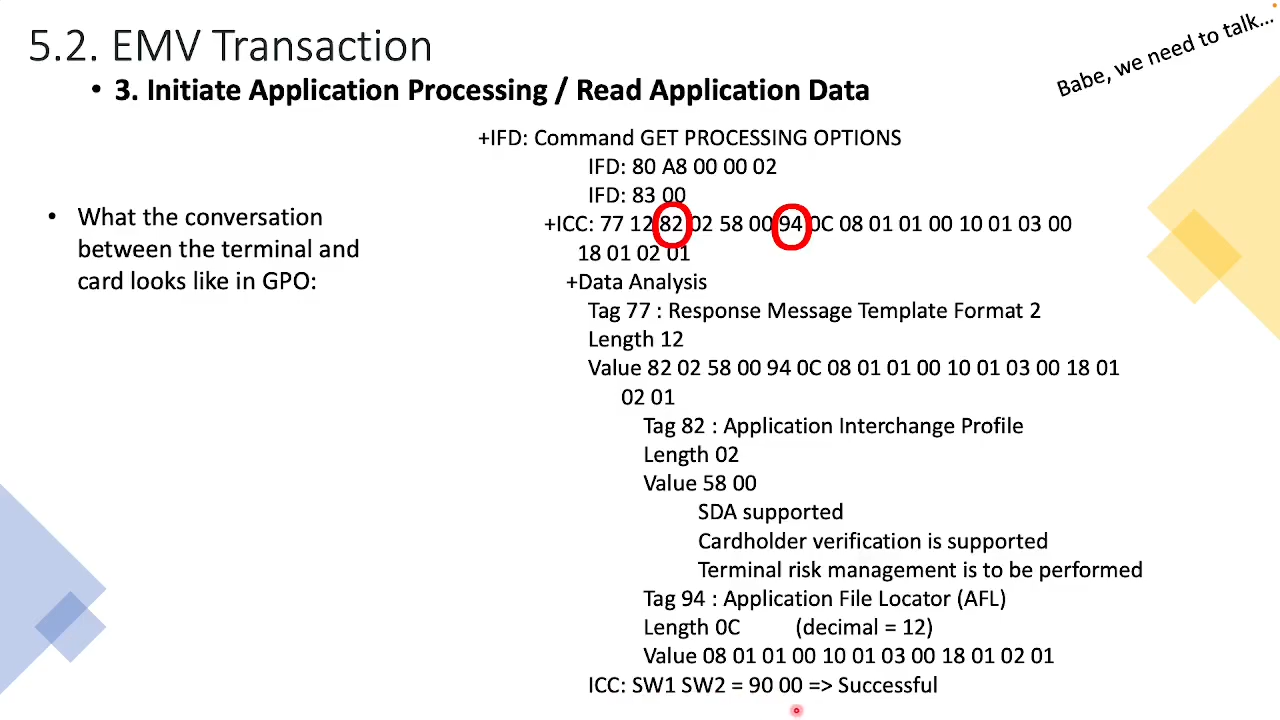 5.2. EMV Transaction
Babe, we need to talk...
• 3. Initiate Application Processing / Read Application Data
• What the conversation
between the terminal and
card looks like in GPO:
+IFD: Command GET PROCESSING OPTIONS
IFD: 80 A8 00 00 02
IFD: 83 00
+ICC: 77 12 82 02 58 00 94 0C 08 01 01 00 10 01 03 00
18 01 02 01
+Data Analysis
Tag 77 : Response Message Template Format 2
Length 12
Value 82 02 58 00 94 0C 08 01 01 00 10 01 03 00 18 01
02 01
Tag 82 : Application Interchange Profile
Length 02
Value 58 00
SDA supported
Cardholder verification is supported
Terminal risk management is to be performed
Tag 94 : Application File Locator (AFL)
Length 0C (decimal = 12)
Value 08 01 01 00 10 01 03 00 18 01 02 01
ICC: SW1 SW2 = 90 00 => Successful